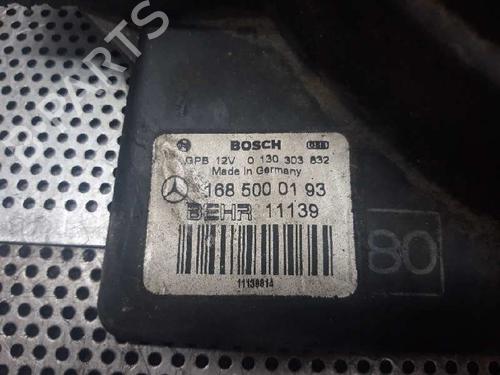 BOSCH
GPB 12V 0 130 303 832
Made in Germany
168 500 01 93
BEHR 11139
11139814
80